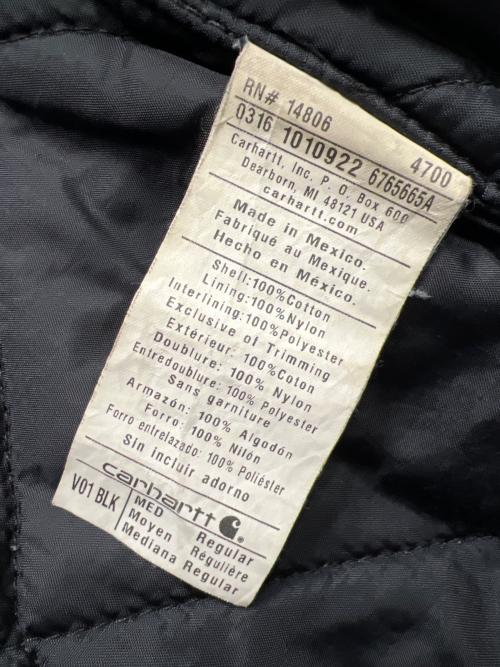 RN# 14806
0316 1010922 4700
6765665A
Carhartt, Inc. P. O. Box 600
Dearborn, MI 48121 USA
carhartt.com
Made in Mexico.
Fabriqué au Mexique.
Hecho en México.
Shell:100%Cotton
Lining:100%Nylon
Interlining:100%Polyester
Exclusive of Trimming
Extérieur: 100%Coton
Doublure: 100% Nylon
Entredoublure: 100% Polyester
Sans garniture
Armazón: 100% Algodón
Forro: 100% Nilón
Forro entrelazado: 100% Poliéster
Sin incluir adorno
carhartt
V01 BLK
MED Regular
Moyen Régulière
Mediana Regular